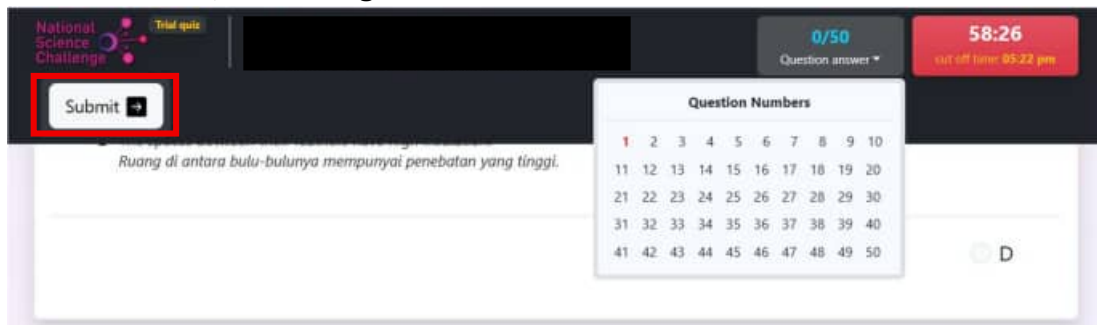 National
Science
Challenge
Trial quiz
0/50
Question answer
58:26
cut off time: 05:22 pm
Submit
Question Numbers
1 2 3 4 5 6 7 8 9 10
11 12 13 14 15 16 17 18 19 20
21 22 23 24 25 26 27 28 29 30
31 32 33 34 35 36 37 38 39 40
41 42 43 44 45 46 47 48 49 50
Ruang di antara bulu-bulunya mempunyai penebatan yang tinggi.
D